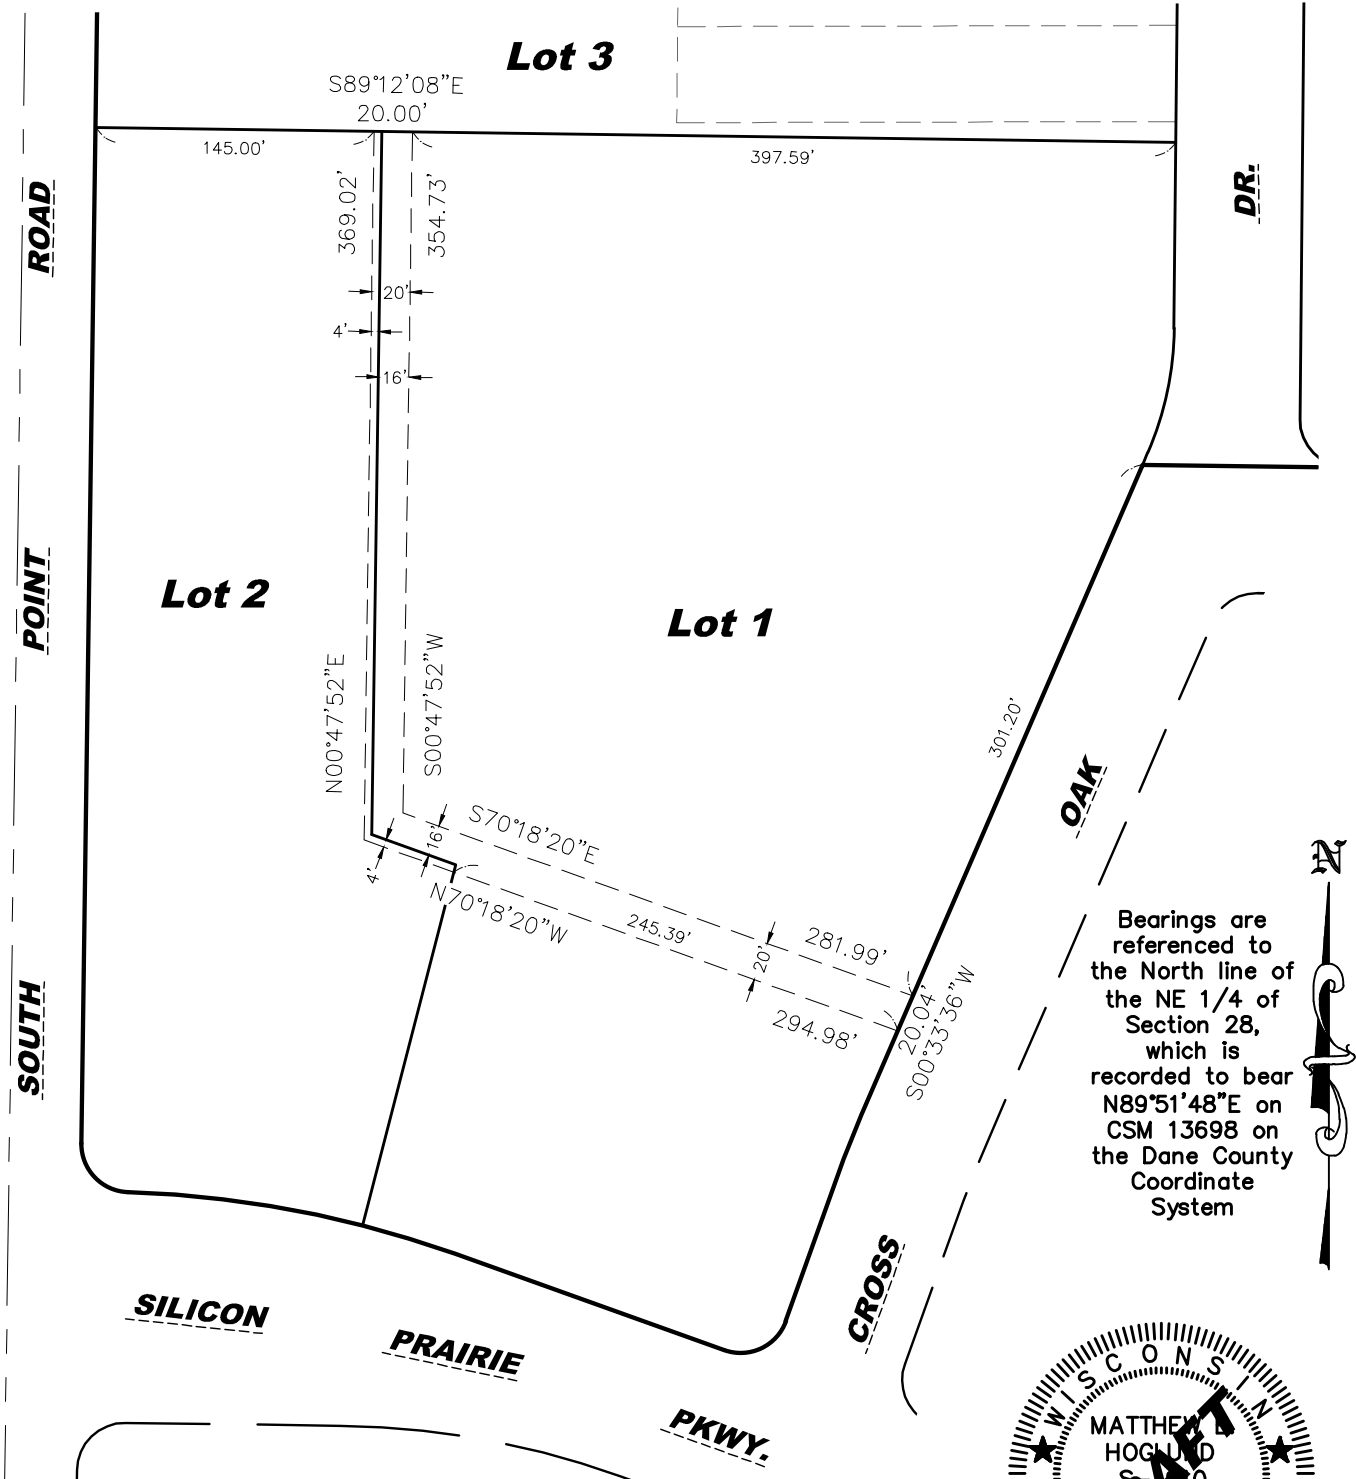 Lot 3
S89°12'08"E
20.00'
145.00'
397.59'
369.02'
354.73'
ROAD
DR.
20'
4'
16'
Lot 2
Lot 1
POINT
N00°47'52"E
S00°47'52"W
301.20'
OAK
S70°18'20"E
16'
4'
N70°18'20"W
245.39'
281.99'
20'
294.98'
20.04'
S00°33'36"W
SOUTH
N
Bearings are
referenced to
the North line of
the NE 1/4 of
Section 28,
which is
recorded to bear
N89°51'48"E on
CSM 13698 on
the Dane County
Coordinate
System
CROSS
SILICON
PRAIRIE
PKWY.
WISCONSIN
MATTHEW
HOGLUND